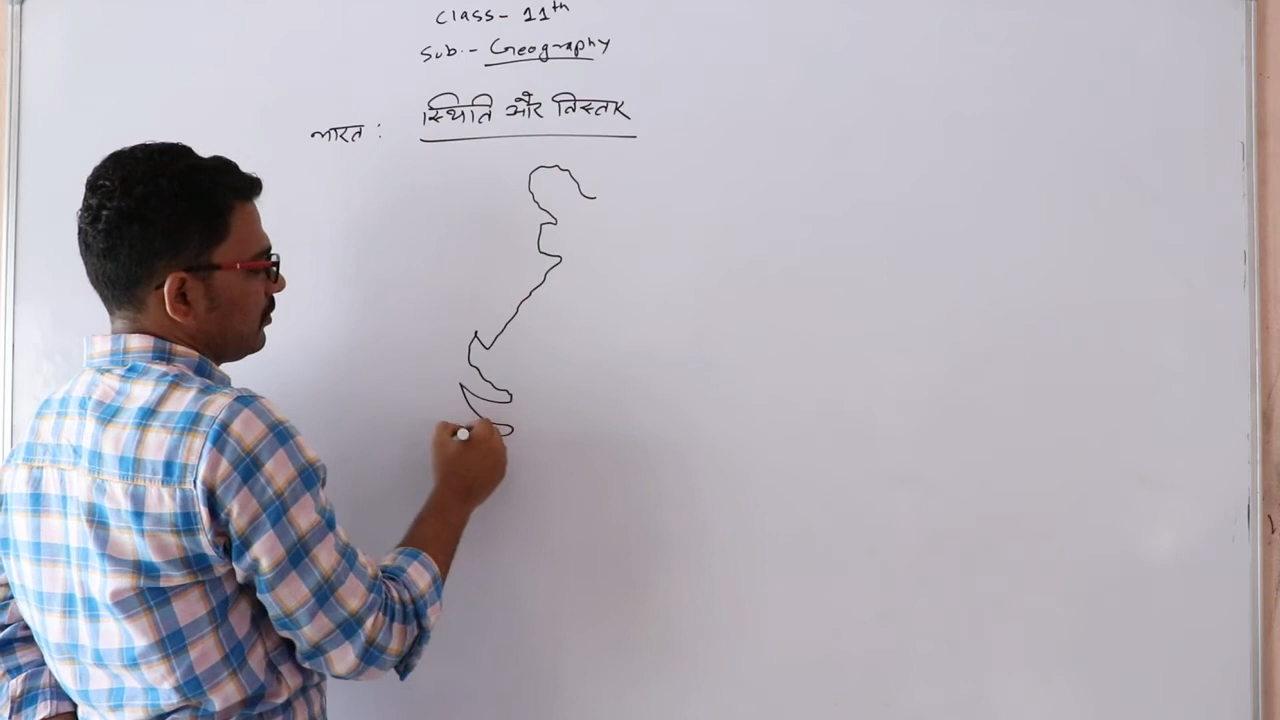 Class- 11th
Sub.- Geography
भारत : स्थिति और विस्तार